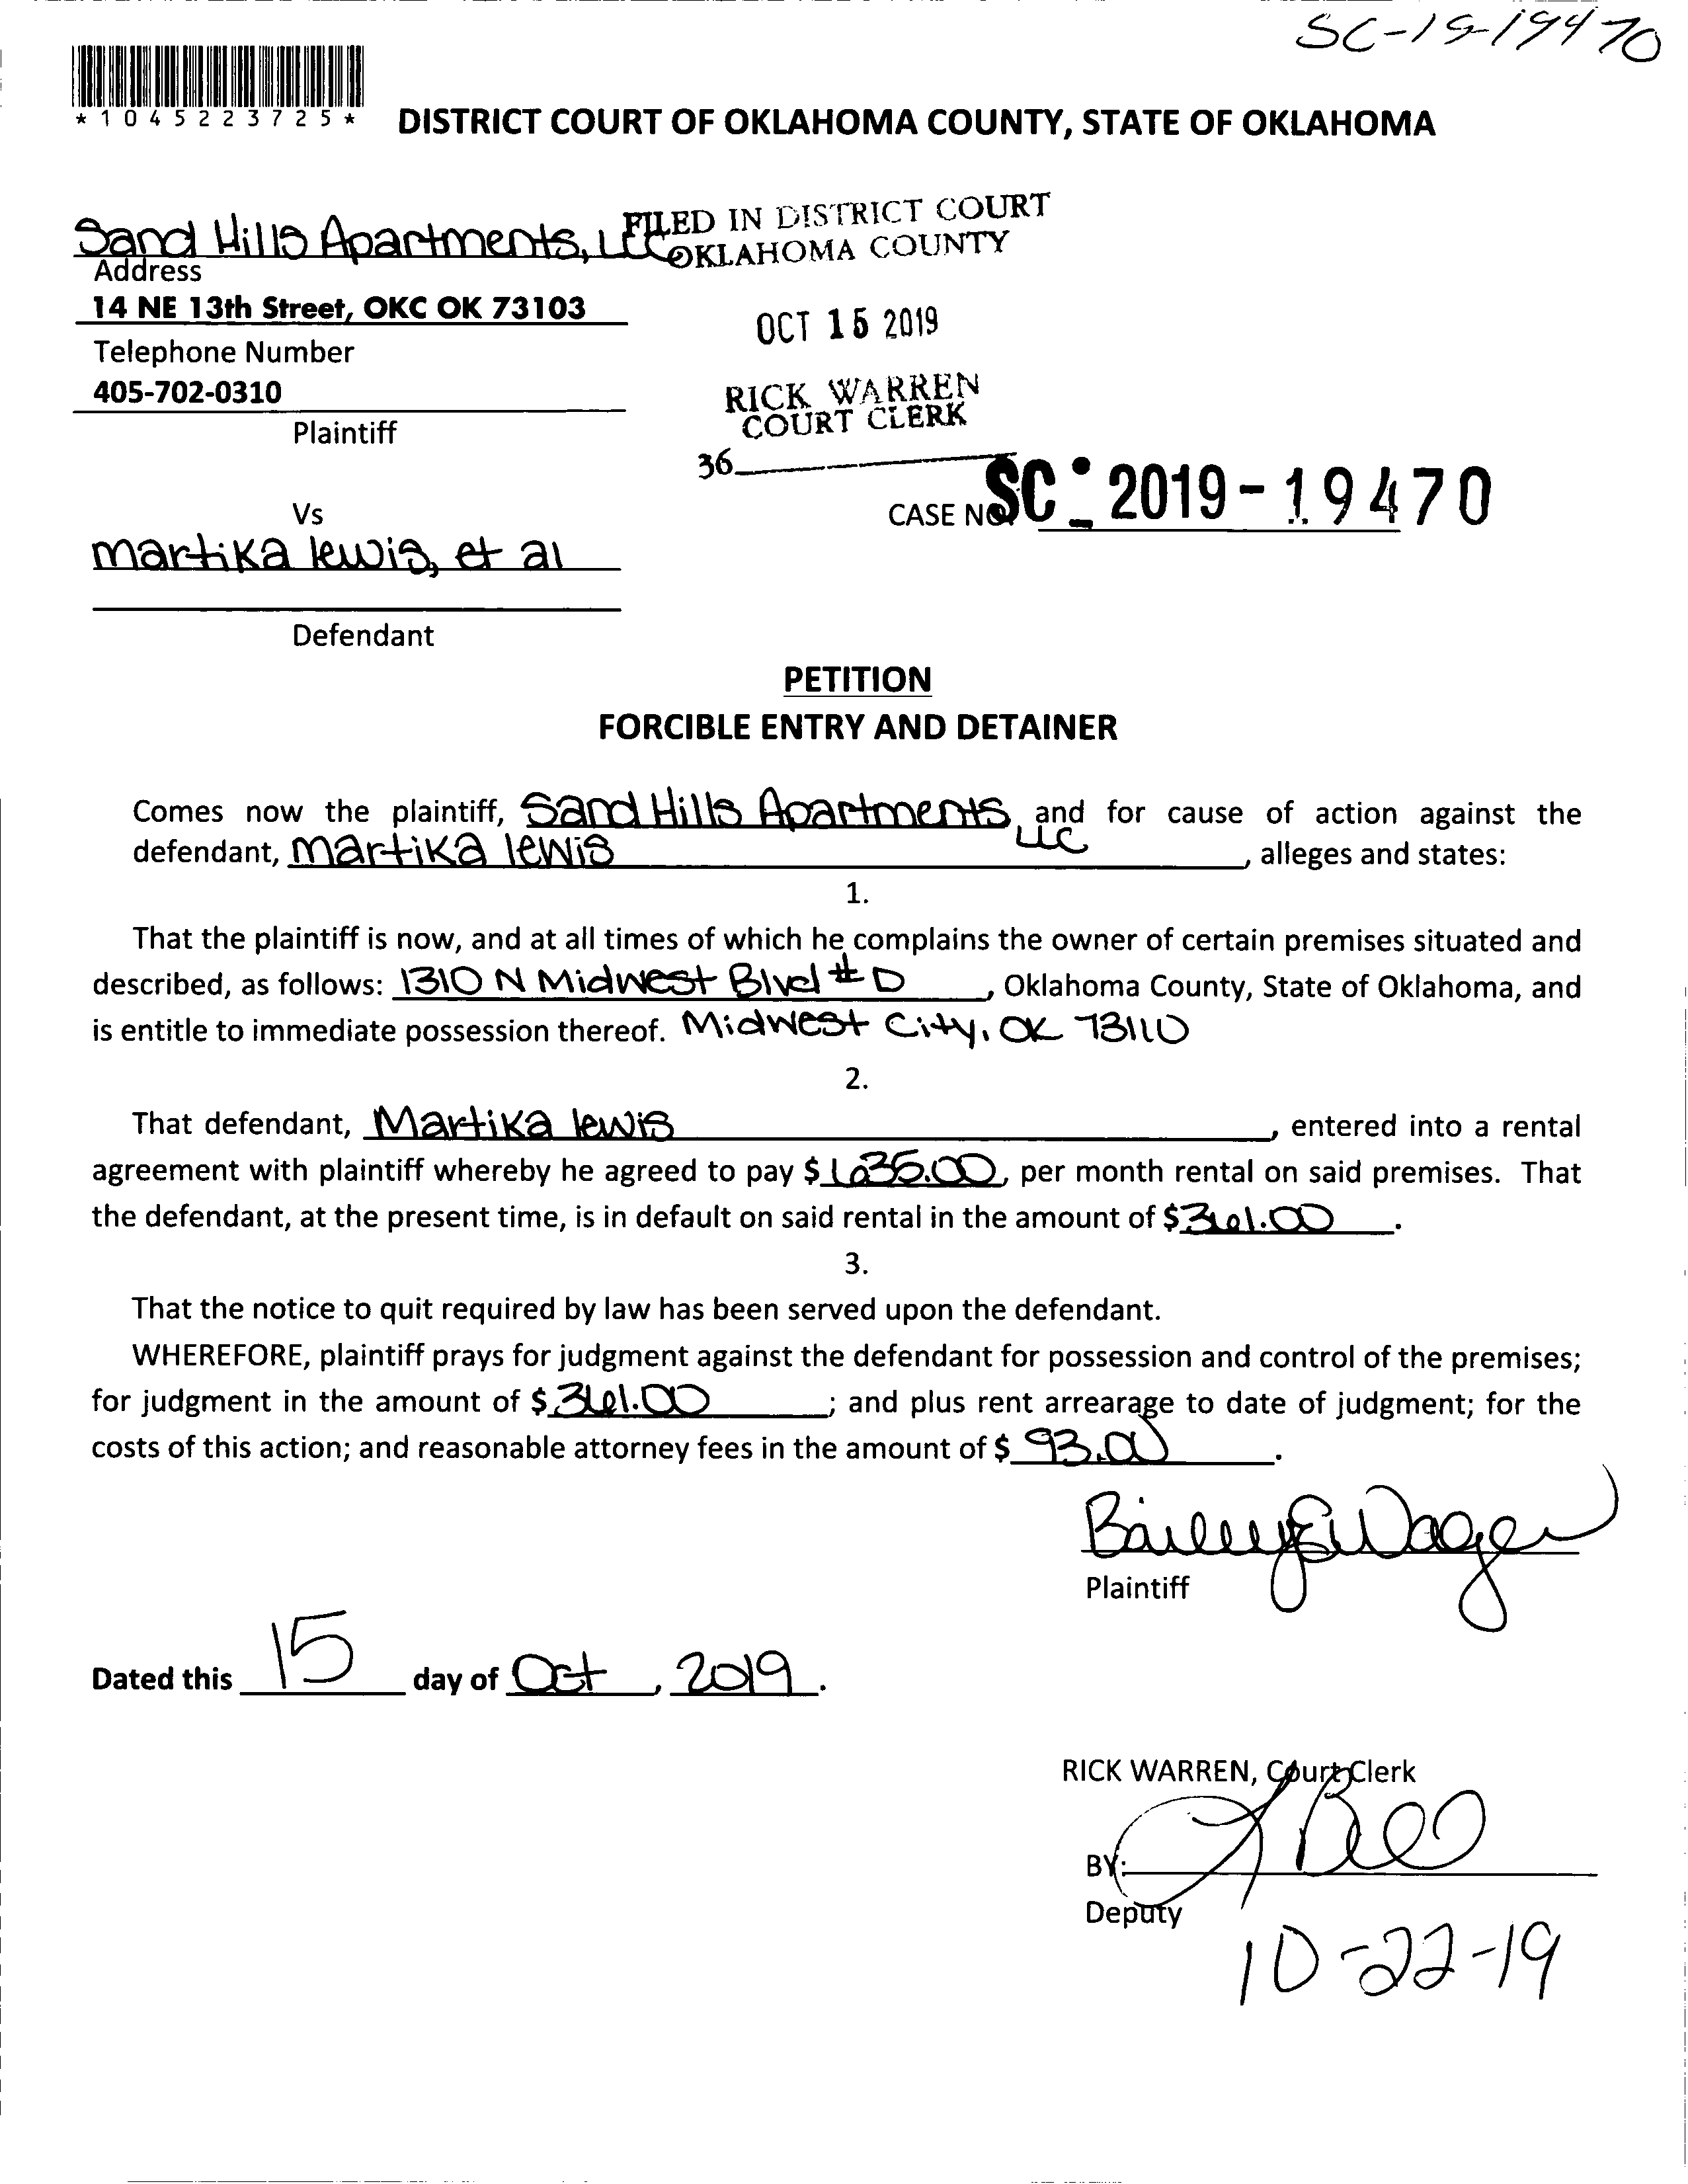 SC-19-19470
*1045223725*
DISTRICT COURT OF OKLAHOMA COUNTY, STATE OF OKLAHOMA
Sand Hills Apartments, LLC
FILED IN DISTRICT COURT
OKLAHOMA COUNTY
Address
14 NE 13th Street, OKC OK 73103
OCT 15 2019
Telephone Number
405-702-0310
RICK WARREN
COURT CLERK
Plaintiff
36
CASE NO. SC-2019-19470
Vs
Martika Lewis, et al
Defendant
PETITION
FORCIBLE ENTRY AND DETAINER
Comes now the plaintiff, Sand Hills Apartments, LLC and for cause of action against the
defendant, Martika Lewis, alleges and states:
1.
That the plaintiff is now, and at all times of which he complains the owner of certain premises situated and
described, as follows: 1310 N Midwest Blvd #D, Oklahoma County, State of Oklahoma, and
is entitle to immediate possession thereof. Midwest City, OK 73110
2.
That defendant, Martika Lewis, entered into a rental
agreement with plaintiff whereby he agreed to pay $635.00, per month rental on said premises. That
the defendant, at the present time, is in default on said rental in the amount of $361.00.
3.
That the notice to quit required by law has been served upon the defendant.
WHEREFORE, plaintiff prays for judgment against the defendant for possession and control of the premises;
for judgment in the amount of $361.00; and plus rent arrearage to date of judgment; for the
costs of this action; and reasonable attorney fees in the amount of $93.00.
Plaintiff
Dated this 15 day of Oct, 2019.
RICK WARREN, Court Clerk
BY:
Deputy
10-22-19